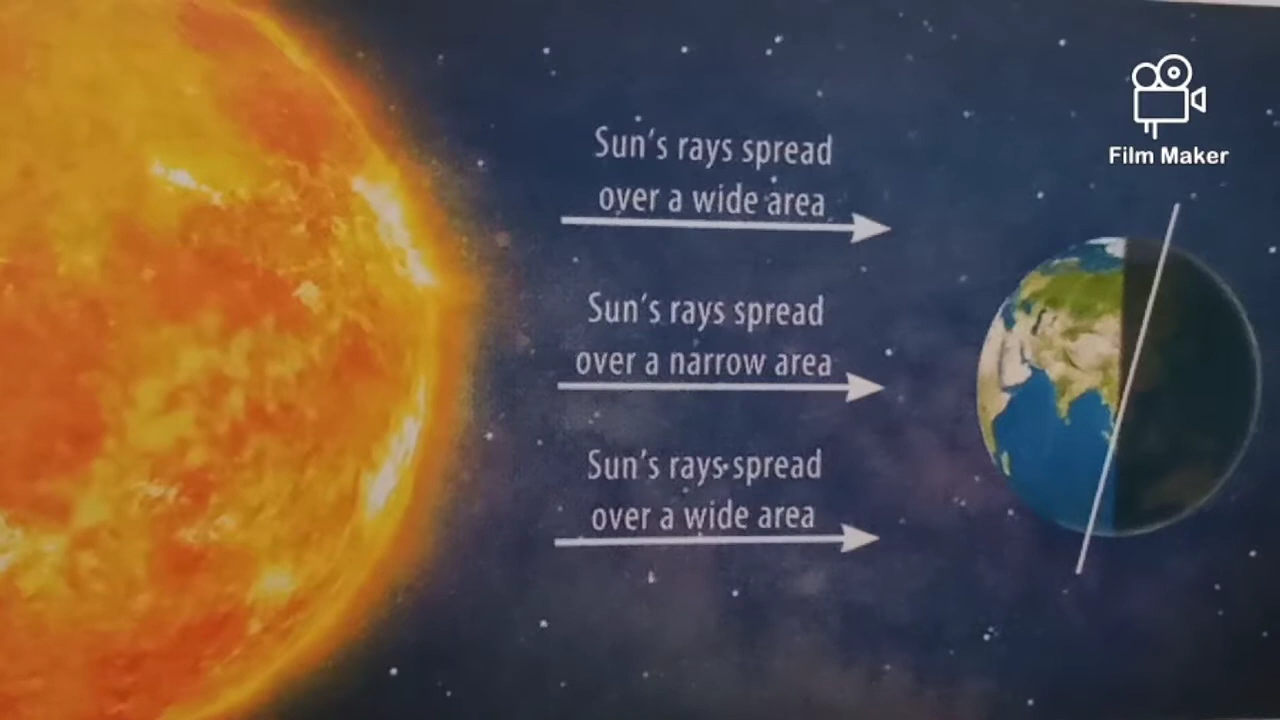 Film Maker
Sun's rays spread
over a wide area
Sun's rays spread
over a narrow area
Sun's rays spread
over a wide area